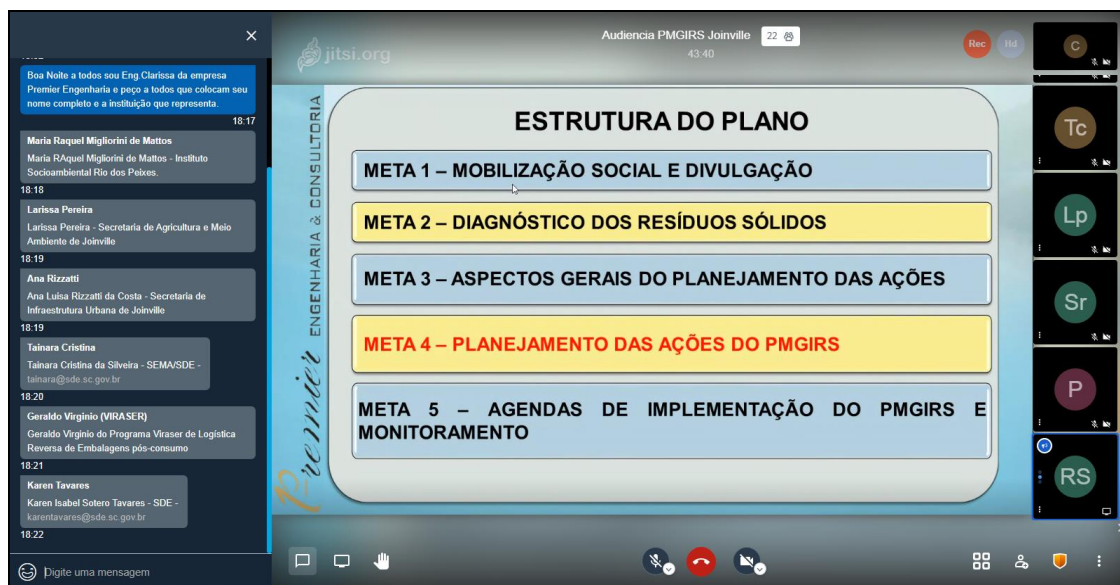 Boa Noite a todos sou Eng.Clarissa da empresa
Premier Engenharia e peço a todos que colocam seu
nome completo e a instituição que representa.
18:17
Maria Raquel Migliorini de Mattos
Maria RAquel Migliorini de Mattos - Instituto
Socioambiental Rio dos Peixes.
18:18
Larissa Pereira
Larissa Pereira - Secretaria de Agricultura e Meio
Ambiente de Joinville
18:19
Ana Rizzatti
Ana Luisa Rizzatti da Costa - Secretaria de
Infraestrutura Urbana de Joinville
18:19
Tainara Cristina
Tainara Cristina da Silveira - SEMA/SDE -
tainara@sde.sc.gov.br
18:20
Geraldo Virginio (VIRASER)
Geraldo Virginio do Programa Viraser de Logística
Reversa de Embalagens pós-consumo
18:21
Karen Tavares
Karen Isabel Sotero Tavares - SDE -
karentavares@sde.sc.gov.br
18:22
Digite uma mensagem
jitsi.org
Audiencia PMGIRS Joinville 22
43:40
Rec Hd
Premier ENGENHARIA & CONSULTORIA
ESTRUTURA DO PLANO
META 1 – MOBILIZAÇÃO SOCIAL E DIVULGAÇÃO
META 2 – DIAGNÓSTICO DOS RESÍDUOS SÓLIDOS
META 3 – ASPECTOS GERAIS DO PLANEJAMENTO DAS AÇÕES
META 4 – PLANEJAMENTO DAS AÇÕES DO PMGIRS
META 5 – AGENDAS DE IMPLEMENTAÇÃO DO PMGIRS E
MONITORAMENTO
C
Tc
Lp
Sr
P
RS